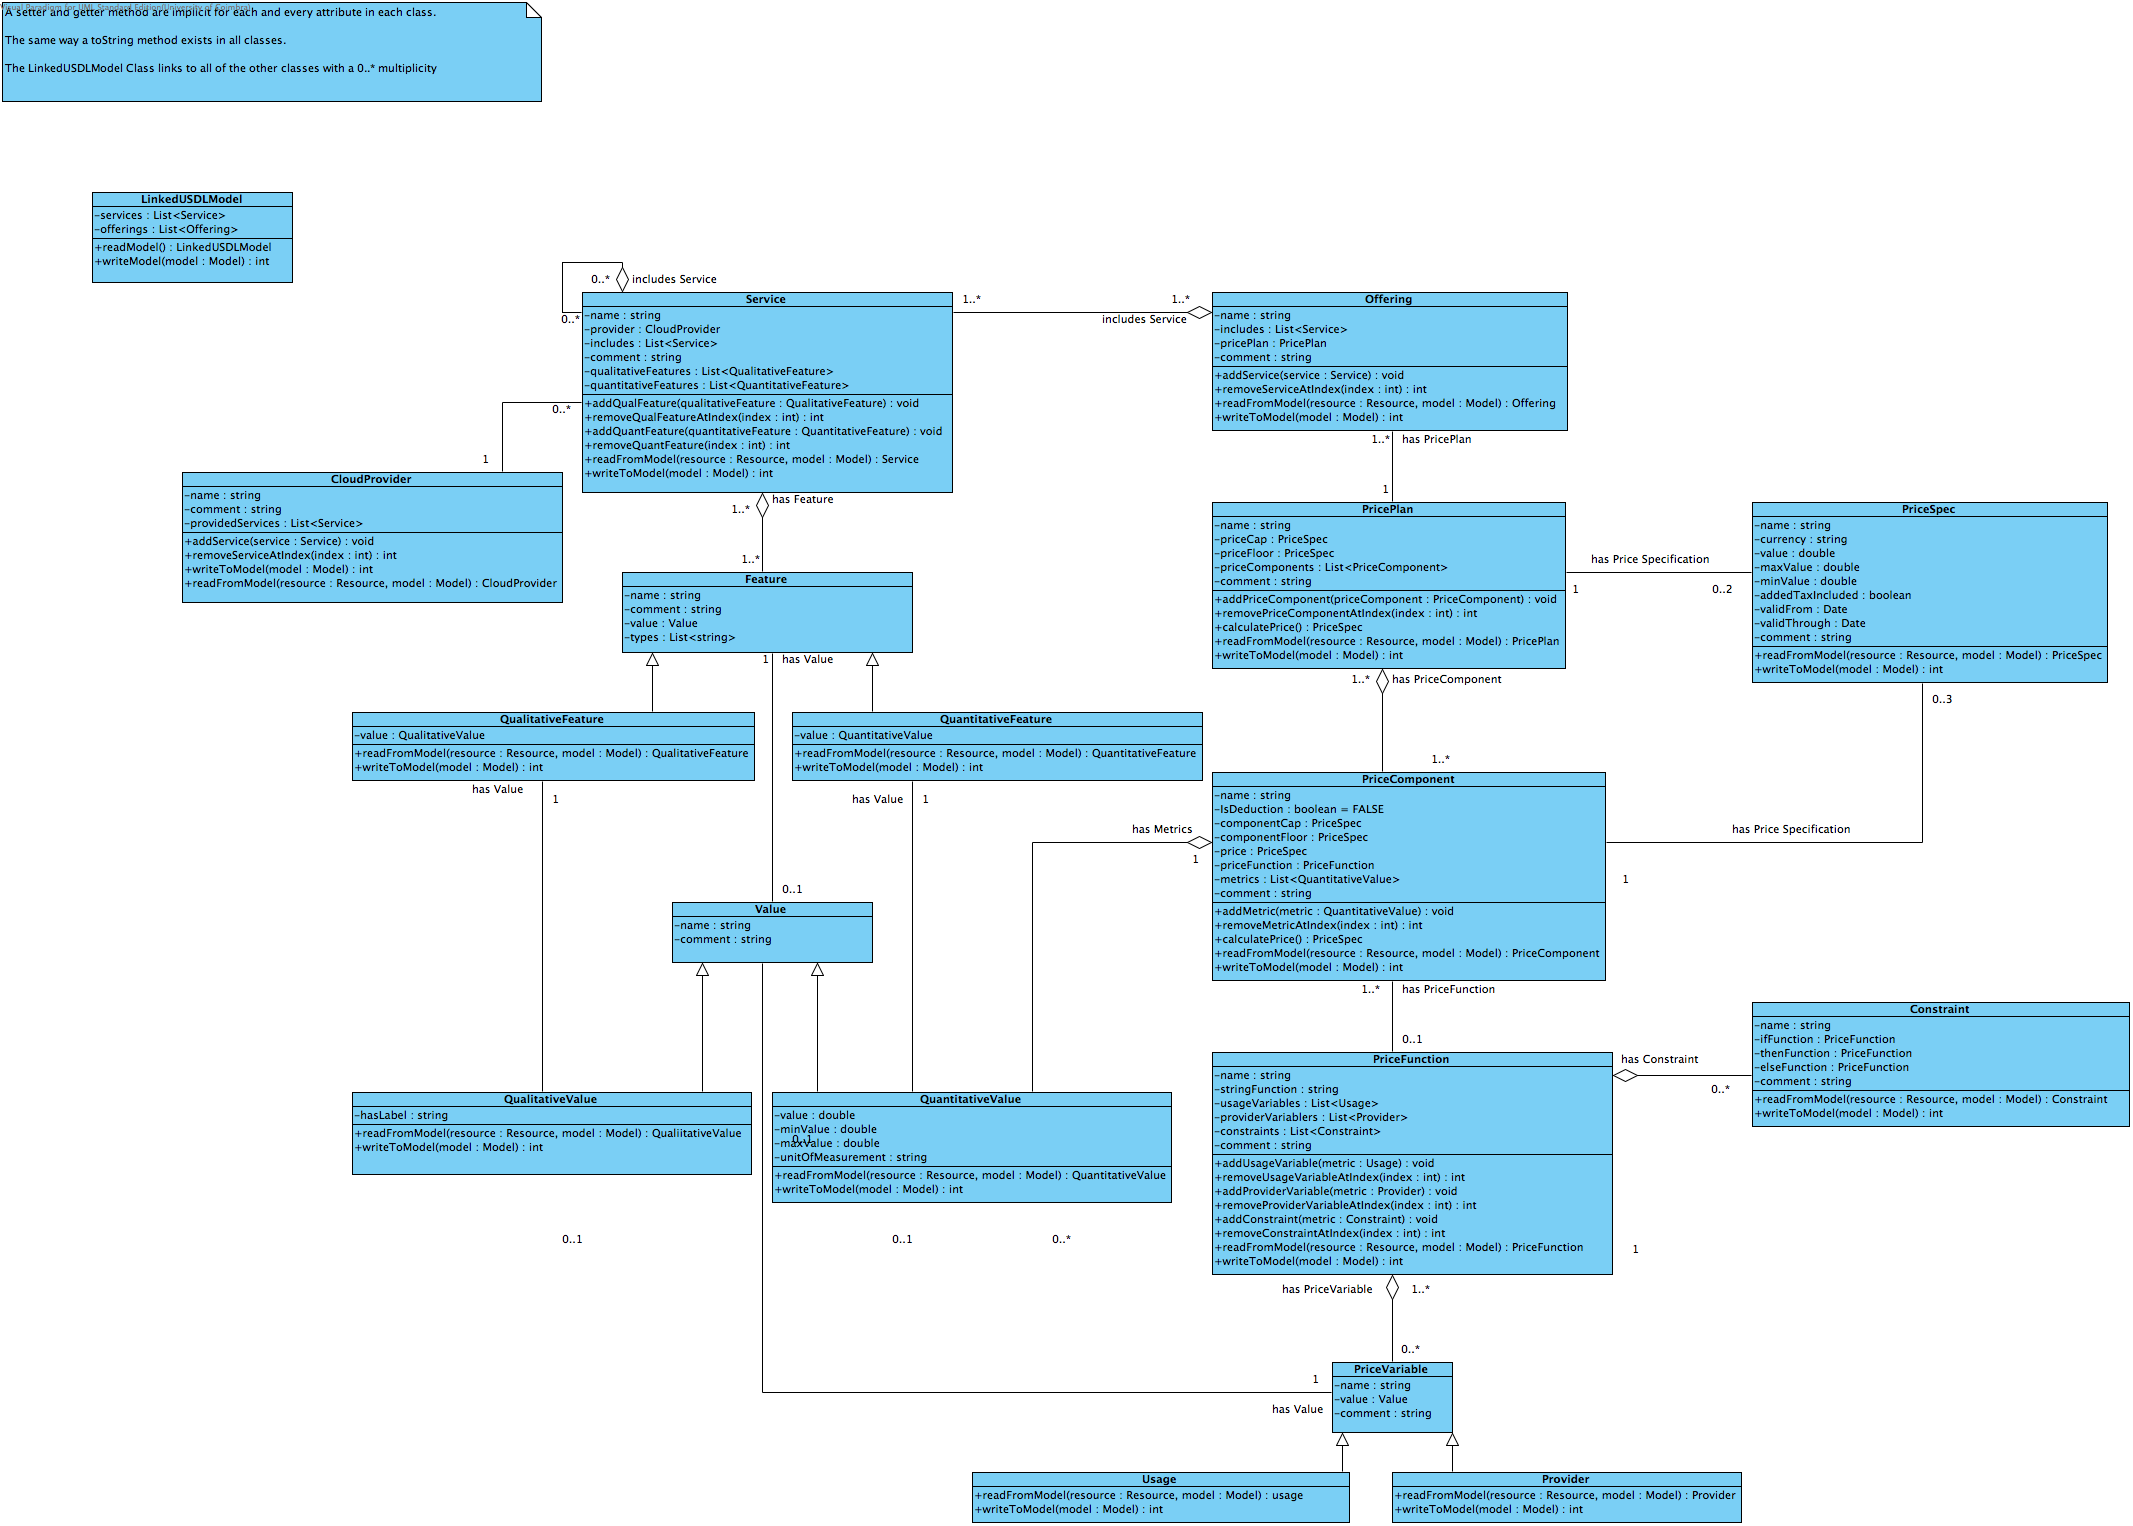 Visual Paradigm for UML Standard Edition(University of Coimbra)
A setter and getter method are implicit for each and every attribute in each class.
The same way a toString method exists in all classes.
The LinkedUSDLModel Class links to all of the other classes with a 0..* multiplicity
LinkedUSDLModel
-services : List<Service>
-offerings : List<Offering>
+readModel() : LinkedUSDLModel
+writeModel(model : Model) : int
0..*
includes Service
0..*
Service
-name : string
-provider : CloudProvider
-includes : List<Service>
-comment : string
-qualitativeFeatures : List<QualitativeFeature>
-quantitativeFeatures : List<QuantitativeFeature>
+addQualFeature(qualitativeFeature : QualitativeFeature) : void
+removeQualFeatureAtIndex(index : int) : int
+addQuantFeature(quantitativeFeature : QuantitativeFeature) : void
+removeQuantFeature(index : int) : int
+readFromModel(resource : Resource, model : Model) : Service
+writeToModel(model : Model) : int
1..*
1..*
includes Service
Offering
-name : string
-includes : List<Service>
-pricePlan : PricePlan
-comment : string
+addService(service : Service) : void
+removeServiceAtIndex(index : int) : int
+readFromModel(resource : Resource, model : Model) : Offering
+writeToModel(model : Model) : int
0..*
1
CloudProvider
-name : string
-comment : string
-providedServices : List<Service>
+addService(service : Service) : void
+removeServiceAtIndex(index : int) : int
+writeToModel(model : Model) : int
+readFromModel(resource : Resource, model : Model) : CloudProvider
has Feature
1..*
1..*
Feature
-name : string
-comment : string
-value : Value
-types : List<string>
1..*
has PricePlan
1
PricePlan
-name : string
-priceCap : PriceSpec
-priceFloor : PriceSpec
-priceComponents : List<PriceComponent>
-comment : string
+addPriceComponent(priceComponent : PriceComponent) : void
+removePriceComponentAtIndex(index : int) : int
+calculatePrice() : PriceSpec
+readFromModel(resource : Resource, model : Model) : PricePlan
+writeToModel(model : Model) : int
has Price Specification
1
0..2
PriceSpec
-name : string
-currency : string
-value : double
-maxValue : double
-minValue : double
-addedTaxIncluded : boolean
-validFrom : Date
-validThrough : Date
-comment : string
+readFromModel(resource : Resource, model : Model) : PriceSpec
+writeToModel(model : Model) : int
1
has Value
QualitativeFeature
-value : QualitativeValue
+readFromModel(resource : Resource, model : Model) : QualitativeFeature
+writeToModel(model : Model) : int
has Value
1
QuantitativeFeature
-value : QuantitativeValue
+readFromModel(resource : Resource, model : Model) : QuantitativeFeature
+writeToModel(model : Model) : int
has Value
1
1..*
has PriceComponent
1..*
0..3
PriceComponent
-name : string
-IsDeduction : boolean = FALSE
-componentCap : PriceSpec
-componentFloor : PriceSpec
-price : PriceSpec
-priceFunction : PriceFunction
-metrics : List<QuantitativeValue>
-comment : string
+addMetric(metric : QuantitativeValue) : void
+removeMetricAtIndex(index : int) : int
+calculatePrice() : PriceSpec
+readFromModel(resource : Resource, model : Model) : PriceComponent
+writeToModel(model : Model) : int
has Metrics
1
has Price Specification
1
0..1
Value
-name : string
-comment : string
1..*
has PriceFunction
0..1
PriceFunction
-name : string
-stringFunction : string
-usageVariables : List<Usage>
-providerVariablers : List<Provider>
-constraints : List<Constraint>
-comment : string
+addUsageVariable(metric : Usage) : void
+removeUsageVariableAtIndex(index : int) : int
+addProviderVariable(metric : Provider) : void
+removeProviderVariableAtIndex(index : int) : int
+addConstraint(metric : Constraint) : void
+removeConstraintAtIndex(index : int) : int
+readFromModel(resource : Resource, model : Model) : PriceFunction
+writeToModel(model : Model) : int
has Constraint
0..*
1
Constraint
-name : string
-ifFunction : PriceFunction
-thenFunction : PriceFunction
-elseFunction : PriceFunction
-comment : string
+readFromModel(resource : Resource, model : Model) : Constraint
+writeToModel(model : Model) : int
QualitativeValue
-hasLabel : string
+readFromModel(resource : Resource, model : Model) : QualiitativeValue
+writeToModel(model : Model) : int
QuantitativeValue
-value : double
-minValue : double
0..1
-maxValue : double
-unitOfMeasurement : string
+readFromModel(resource : Resource, model : Model) : QuantitativeValue
+writeToModel(model : Model) : int
0..1
0..1
0..*
has PriceVariable
1..*
0..*
1
has Value
PriceVariable
-name : string
-value : Value
-comment : string
Usage
+readFromModel(resource : Resource, model : Model) : usage
+writeToModel(model : Model) : int
Provider
+readFromModel(resource : Resource, model : Model) : Provider
+writeToModel(model : Model) : int